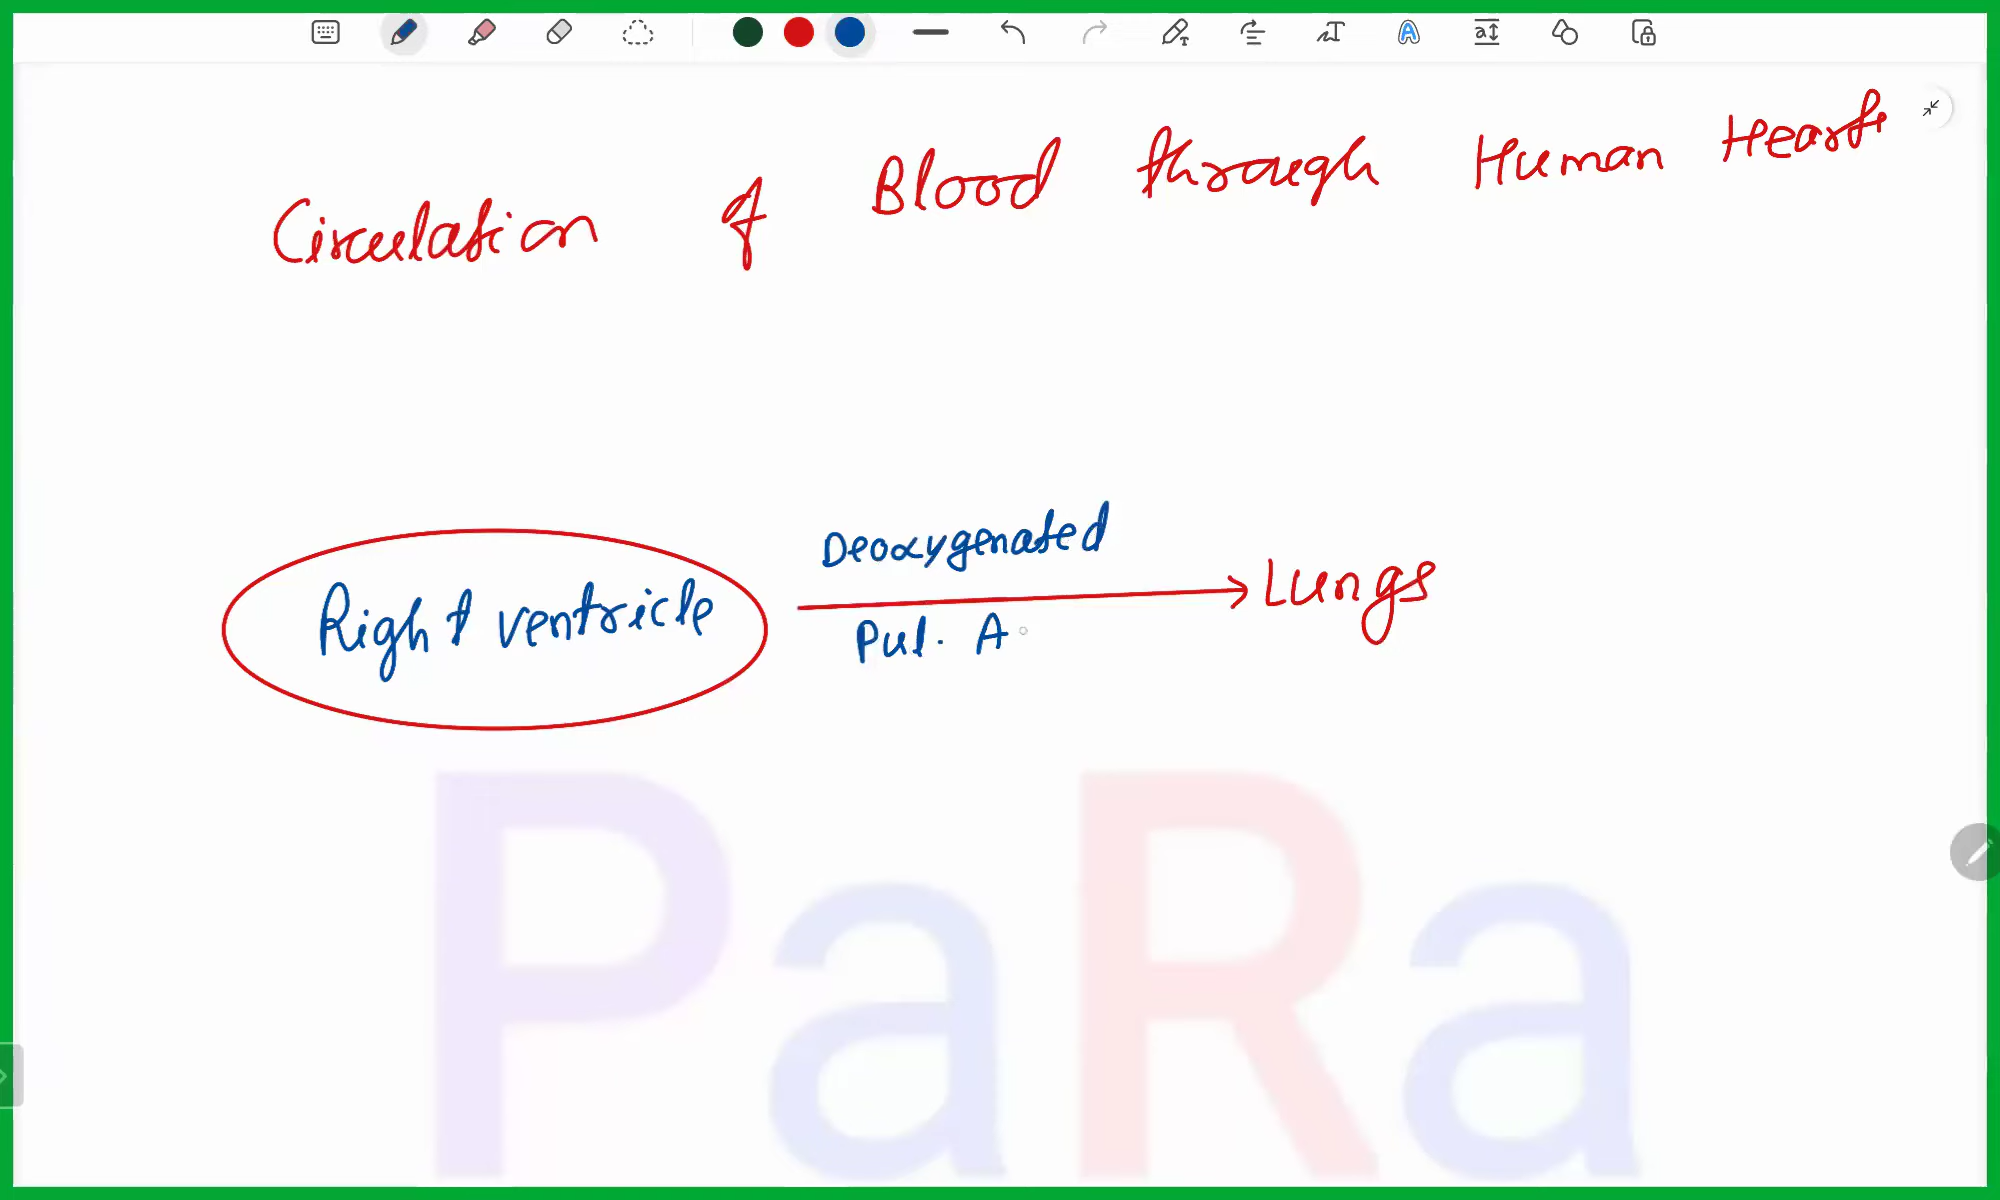 Circulation of Blood through Human Heart
Deoxygenated
Right ventricle
Lungs
Pul. A
PaRa